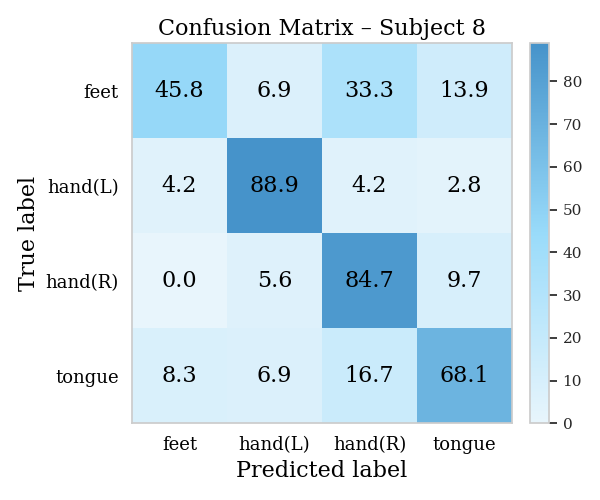 Confusion Matrix – Subject 8
feet 45.8 6.9 33.3 13.9
hand(L) 4.2 88.9 4.2 2.8
hand(R) 0.0 5.6 84.7 9.7
tongue 8.3 6.9 16.7 68.1
feet hand(L) hand(R) tongue
Predicted label
True label
80
70
60
50
40
30
20
10
0